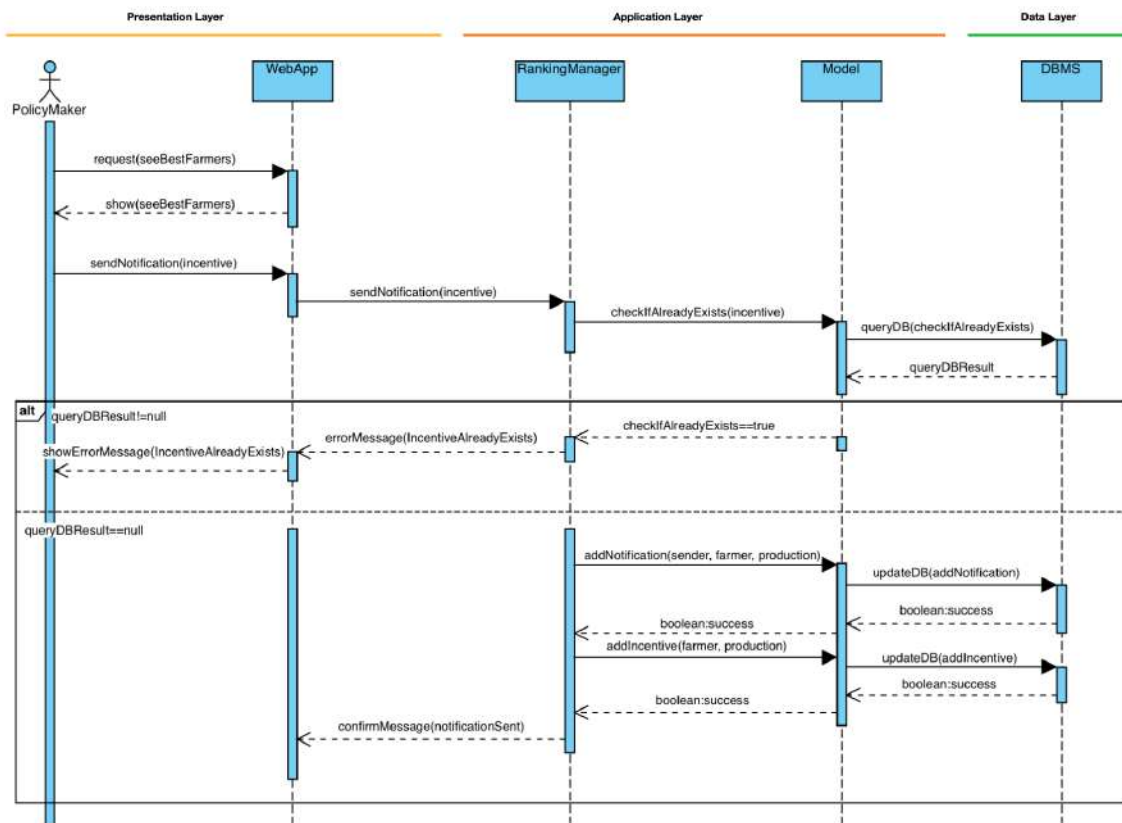 Presentation Layer
Application Layer
Data Layer
WebApp
RankingManager
Model
DBMS
PolicyMaker
request(seeBestFarmers)
show(seeBestFarmers)
sendNotification(incentive)
sendNotification(incentive)
checkIfAlreadyExists(incentive)
queryDB(checkIfAlreadyExists)
queryDBResult
alt
queryDBResult!=null
checkIfAlreadyExists==true
errorMessage(IncentiveAlreadyExists)
showErrorMessage(IncentiveAlreadyExists)
queryDBResult==null
addNotification(sender, farmer, production)
updateDB(addNotification)
boolean:success
boolean:success
addIncentive(farmer, production)
updateDB(addIncentive)
boolean:success
boolean:success
confirmMessage(notificationSent)